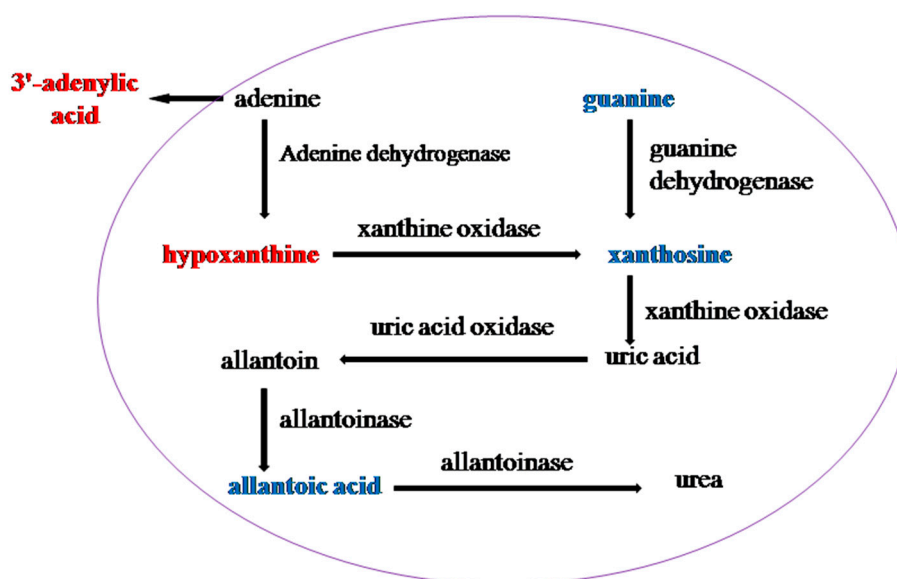 3'-adenylic
acid
adenine
guanine
Adenine dehydrogenase
guanine
dehydrogenase
hypoxanthine
xanthine oxidase
xanthosine
xanthine oxidase
uric acid oxidase
allantoin
uric acid
allantoinase
allantoic acid
allantoinase
urea